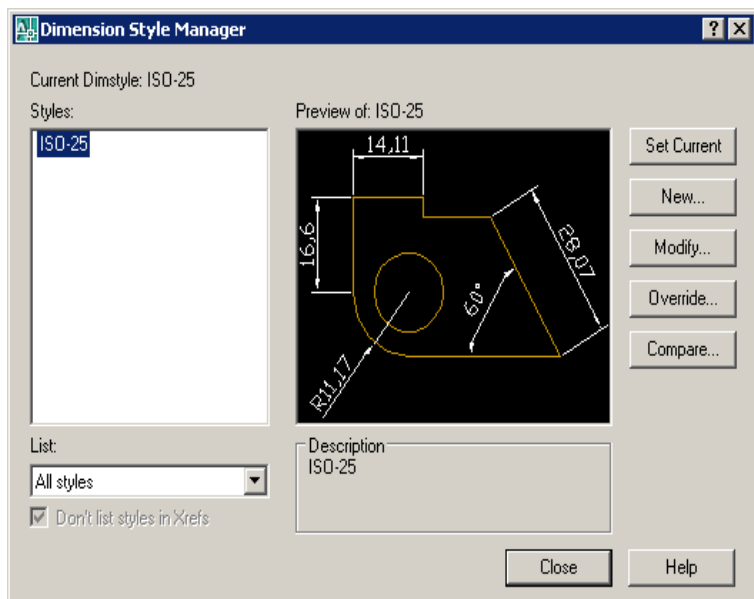 Dimension Style Manager
Current Dimstyle: ISO-25
Styles:
ISO-25
Preview of: ISO-25
14,11
16,6
28,07
60°
R11,17
Set Current
New...
Modify...
Override...
Compare...
List:
All styles
Don't list styles in Xrefs
Description
ISO-25
Close
Help